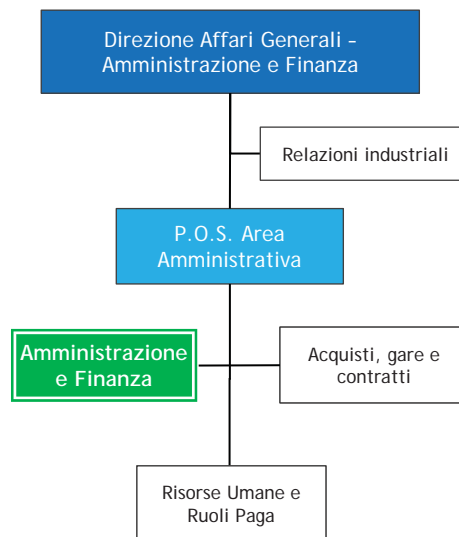 Direzione Affari Generali –
Amministrazione e Finanza
Relazioni industriali
P.O.S. Area
Amministrativa
Amministrazione
e Finanza
Acquisti, gare e
contratti
Risorse Umane e
Ruoli Paga